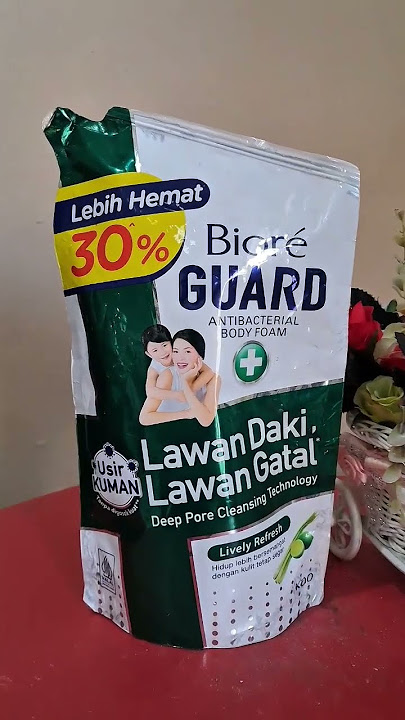 Lebih Hemat
30^%
Bioré
GUARD
ANTIBACTERIAL
BODY FOAM
Lawan Daki,
Lawan Gatal*
Deep Pore Cleansing Technology
Usir
KUMAN
Lively Refresh
Hidup lebih bersemangat
dengan kulit tetap segar
KAO